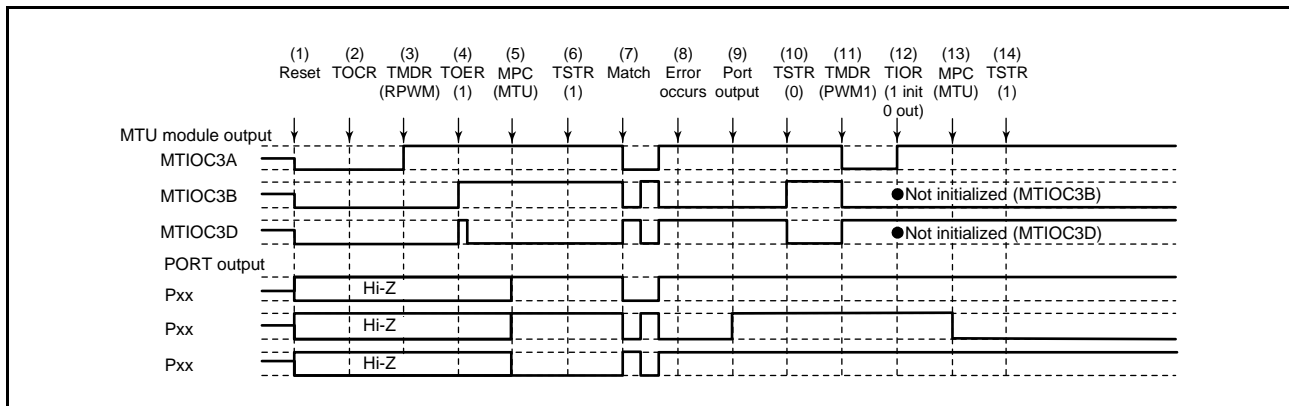 (1) (2) (3) (4) (5) (6) (7) (8) (9) (10) (11) (12) (13) (14)
Reset TOCR TMDR TOER MPC TSTR Match Error Port TSTR TMDR TIOR MPC TSTR
(RPWM) (1) (MTU) (1) occurs output (0) (PWM1) (1 init (MTU) (1)
0 out)
MTU module output
MTIOC3A
MTIOC3B ●Not initialized (MTIOC3B)
MTIOC3D ●Not initialized (MTIOC3D)
PORT output
Pxx Hi-Z
Pxx Hi-Z
Pxx Hi-Z